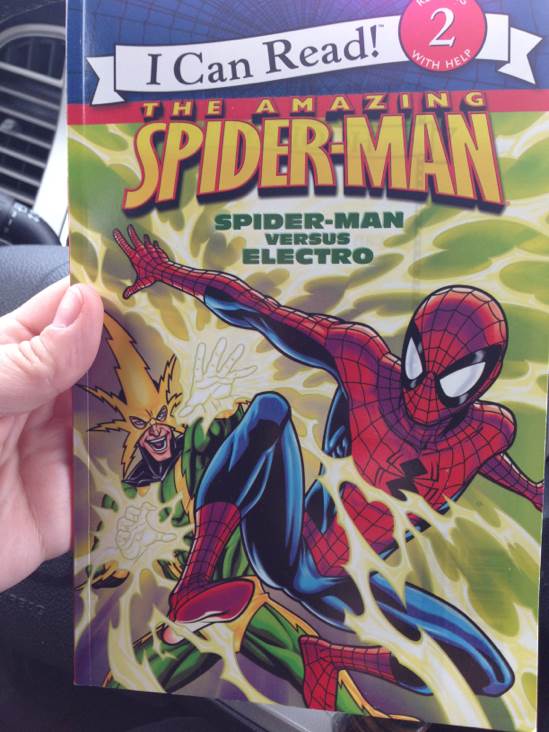 I Can Read!
2
WITH HELP
THE AMAZING
SPIDER-MAN
SPIDER-MAN
VERSUS
ELECTRO